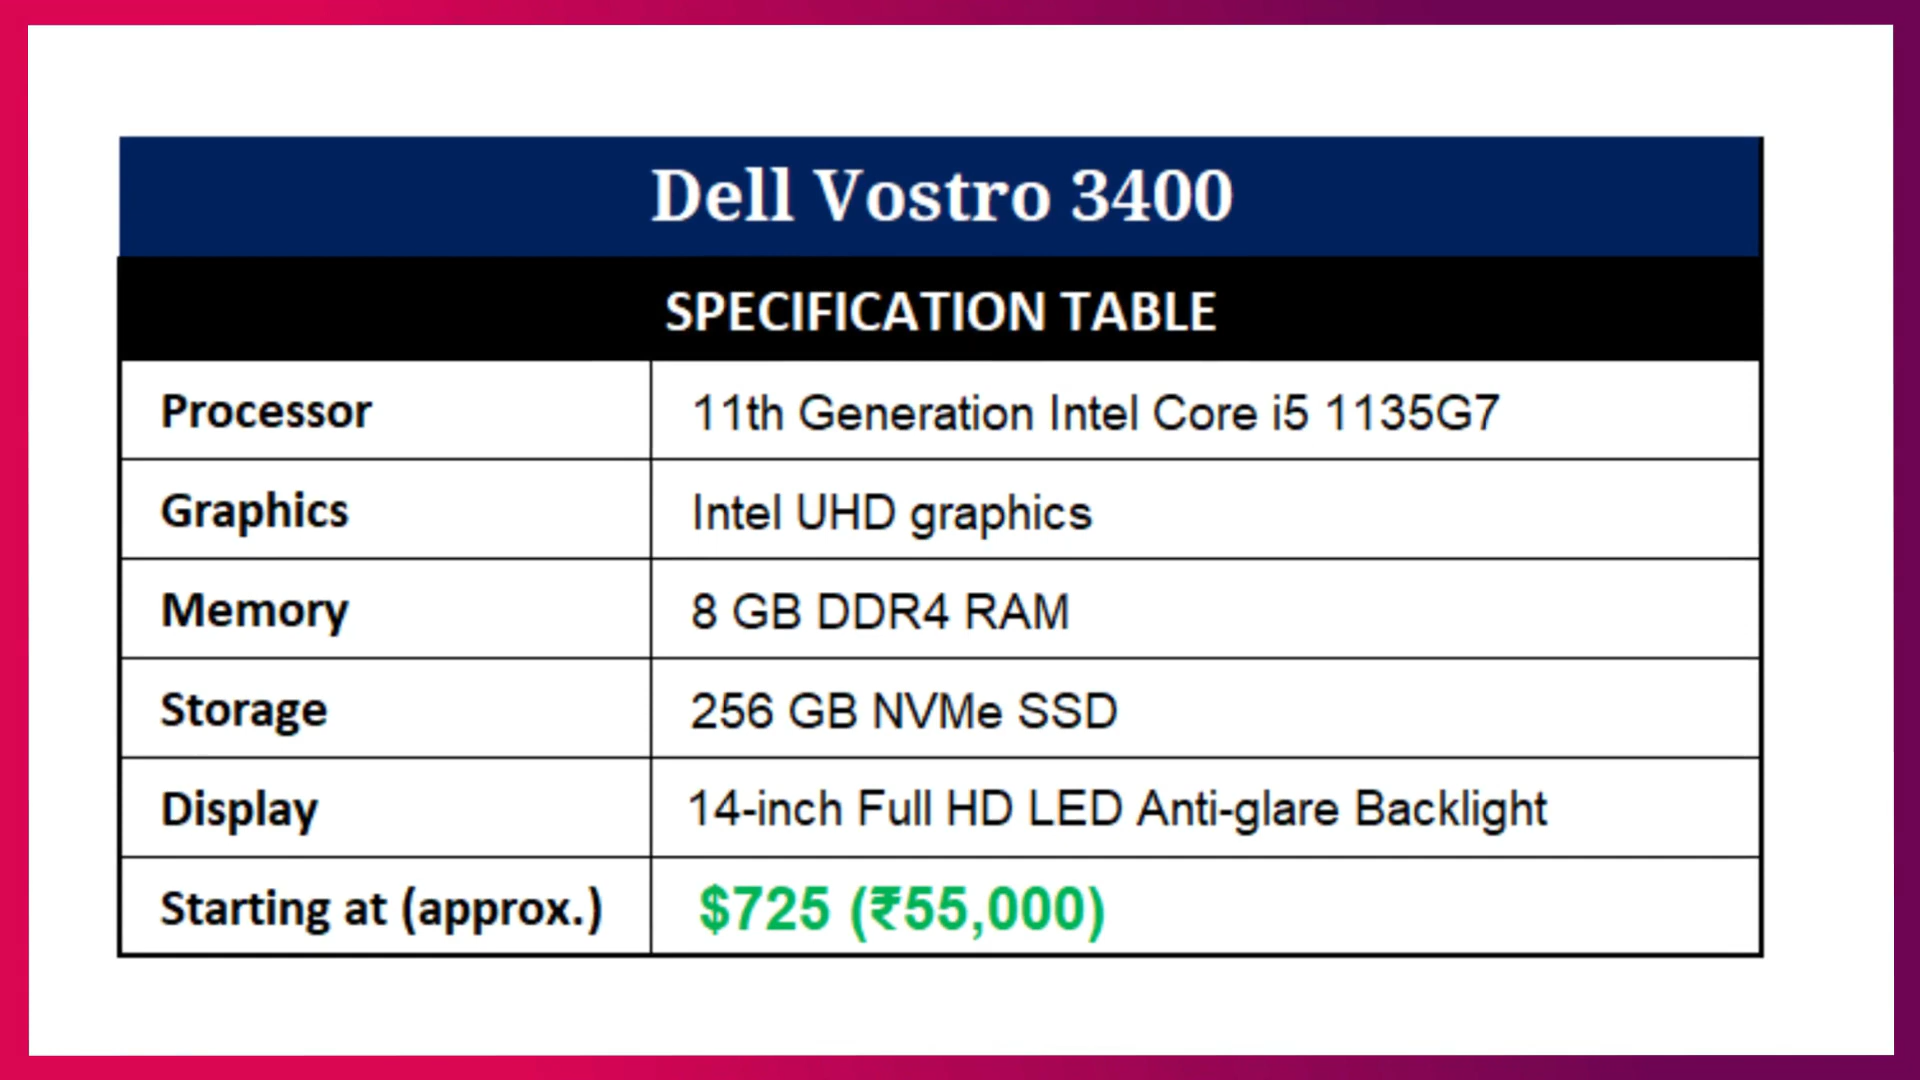 Dell Vostro 3400
SPECIFICATION TABLE
Processor 11th Generation Intel Core i5 1135G7
Graphics Intel UHD graphics
Memory 8 GB DDR4 RAM
Storage 256 GB NVMe SSD
Display 14-inch Full HD LED Anti-glare Backlight
Starting at (approx.) $725 (₹55,000)